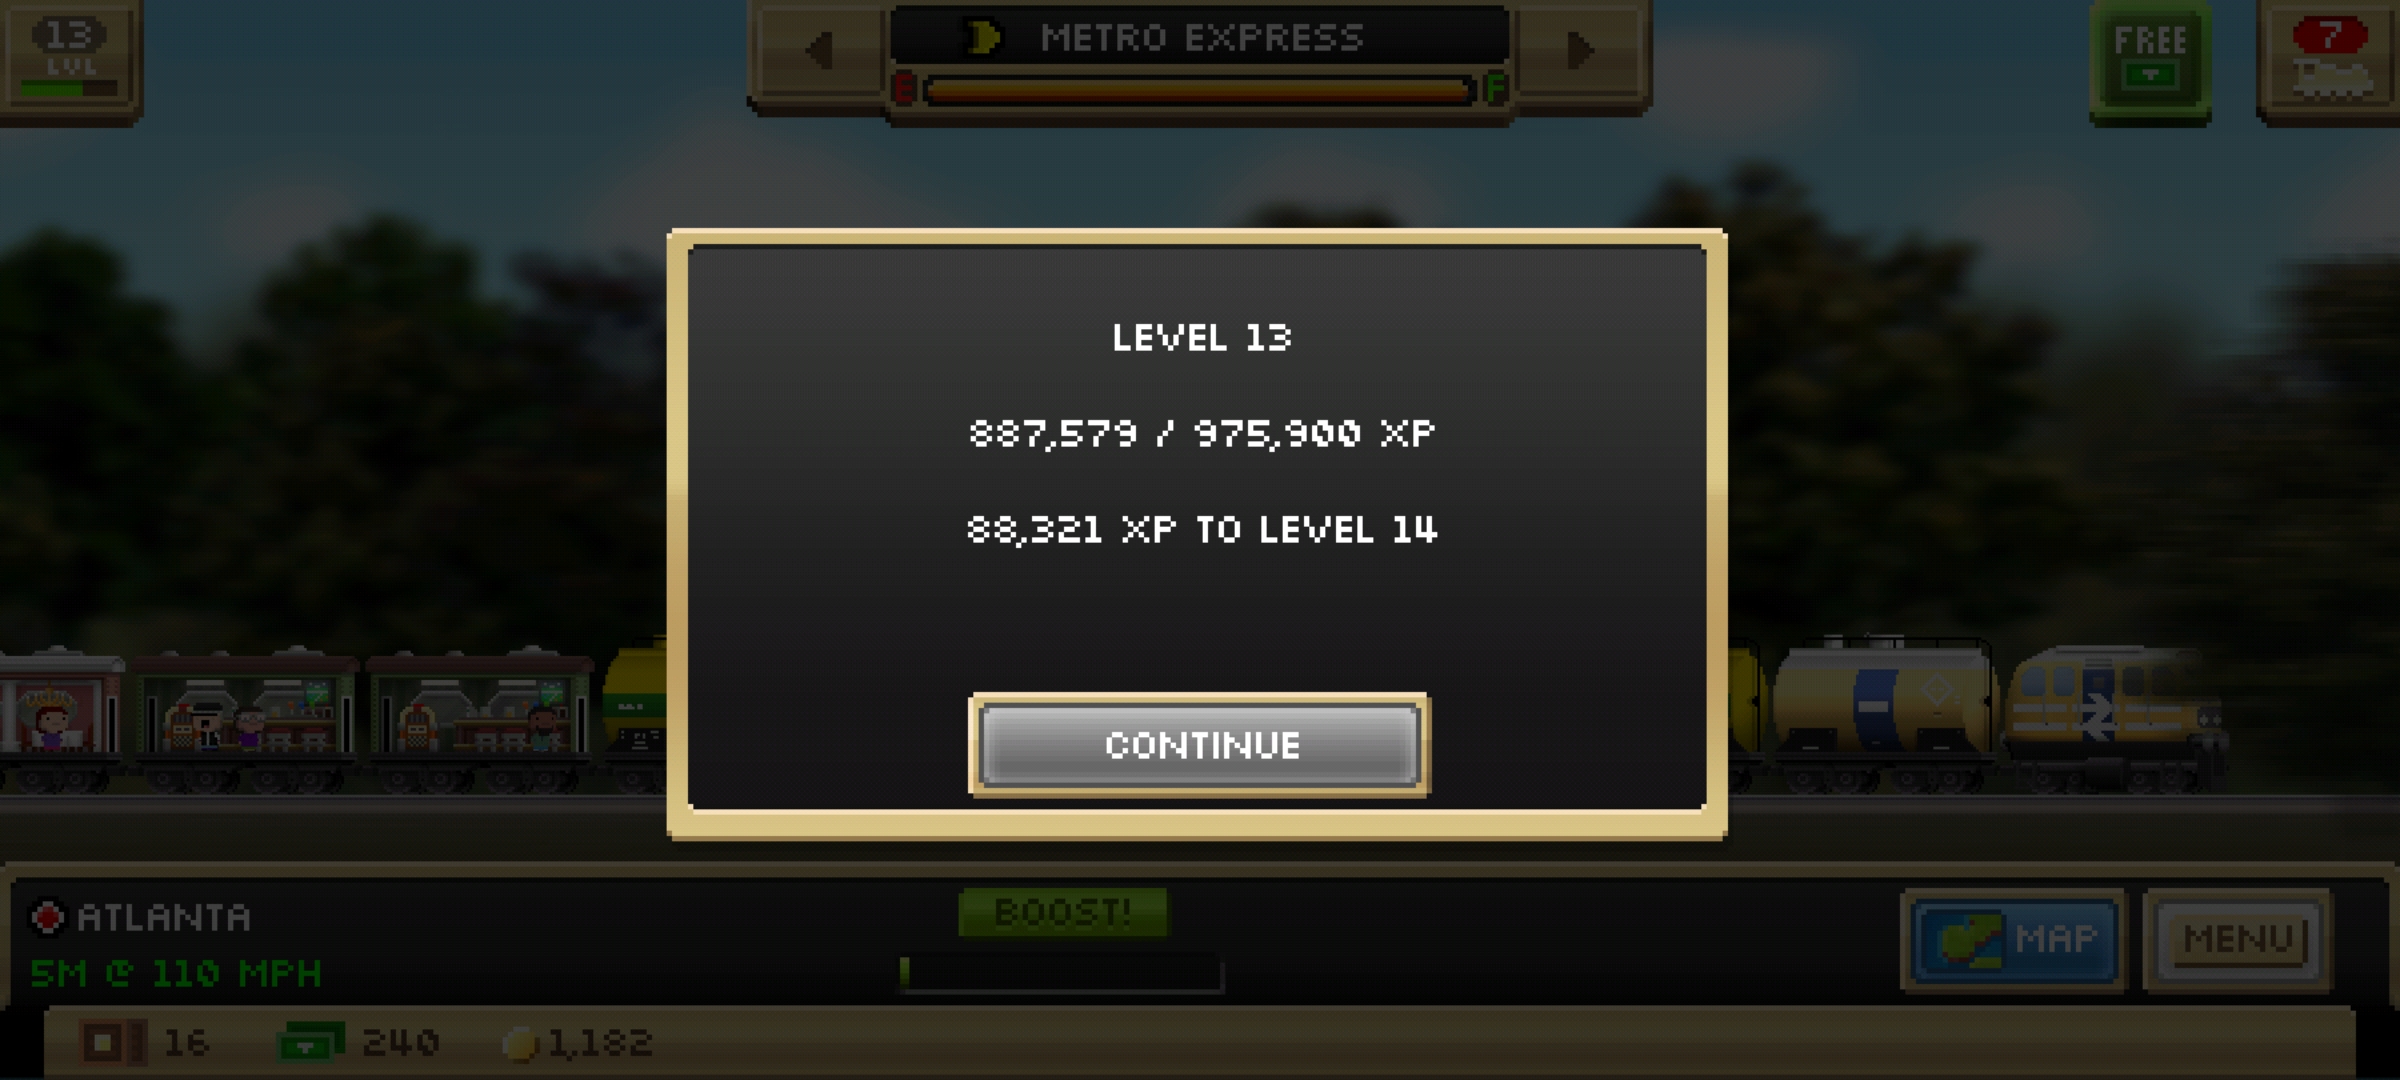 13
LVL
METRO EXPRESS
E
F
FREE
7
LEVEL 13
887,579 / 975,900 XP
88,321 XP TO LEVEL 14
CONTINUE
ATLANTA
5M @ 110 MPH
BOOST!
MAP
MENU
16
240
1,182